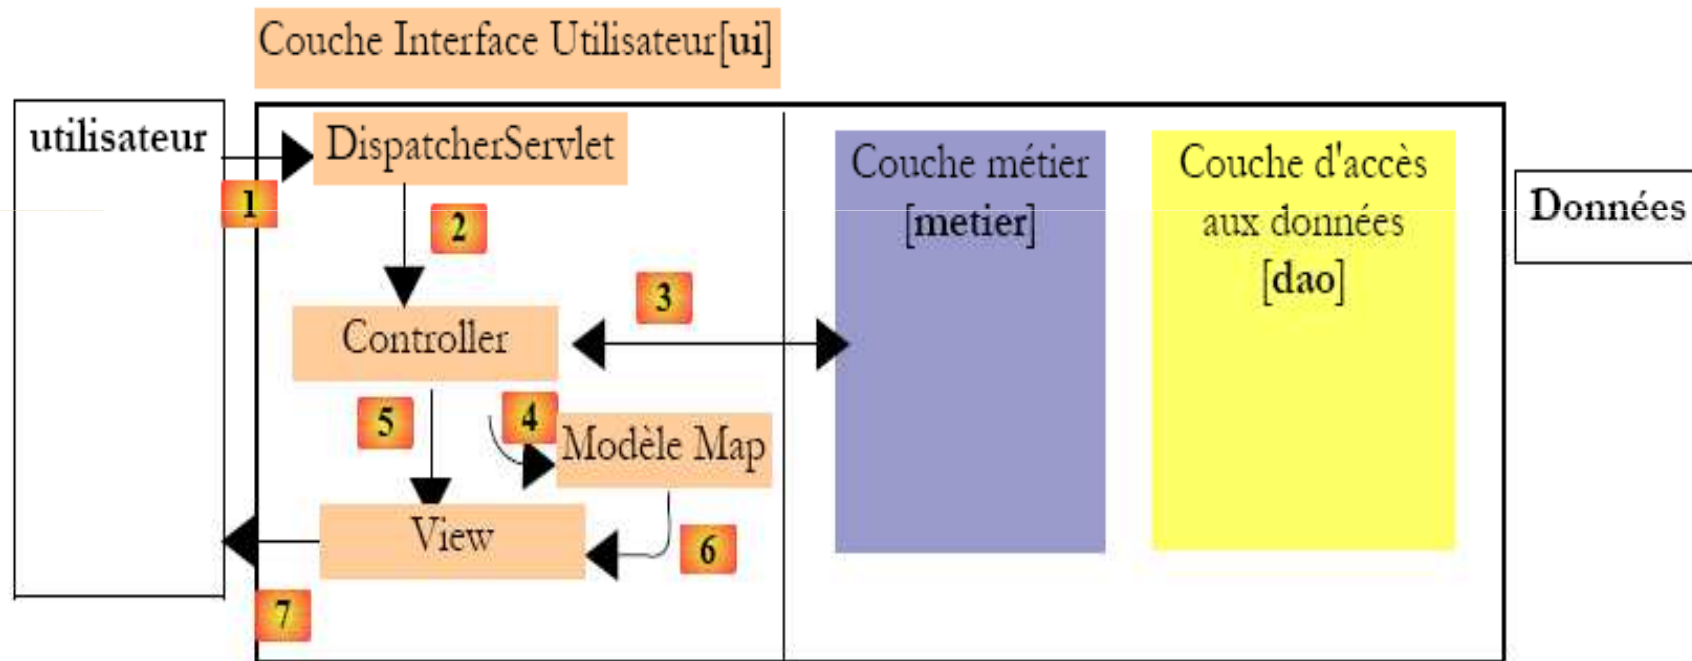 Couche Interface Utilisateur[ui]
utilisateur
DispatcherServlet
1
2
Couche métier
[metier]
Couche d'accès
aux données
[dao]
Données
3
Controller
5
4
Modèle Map
View
6
7